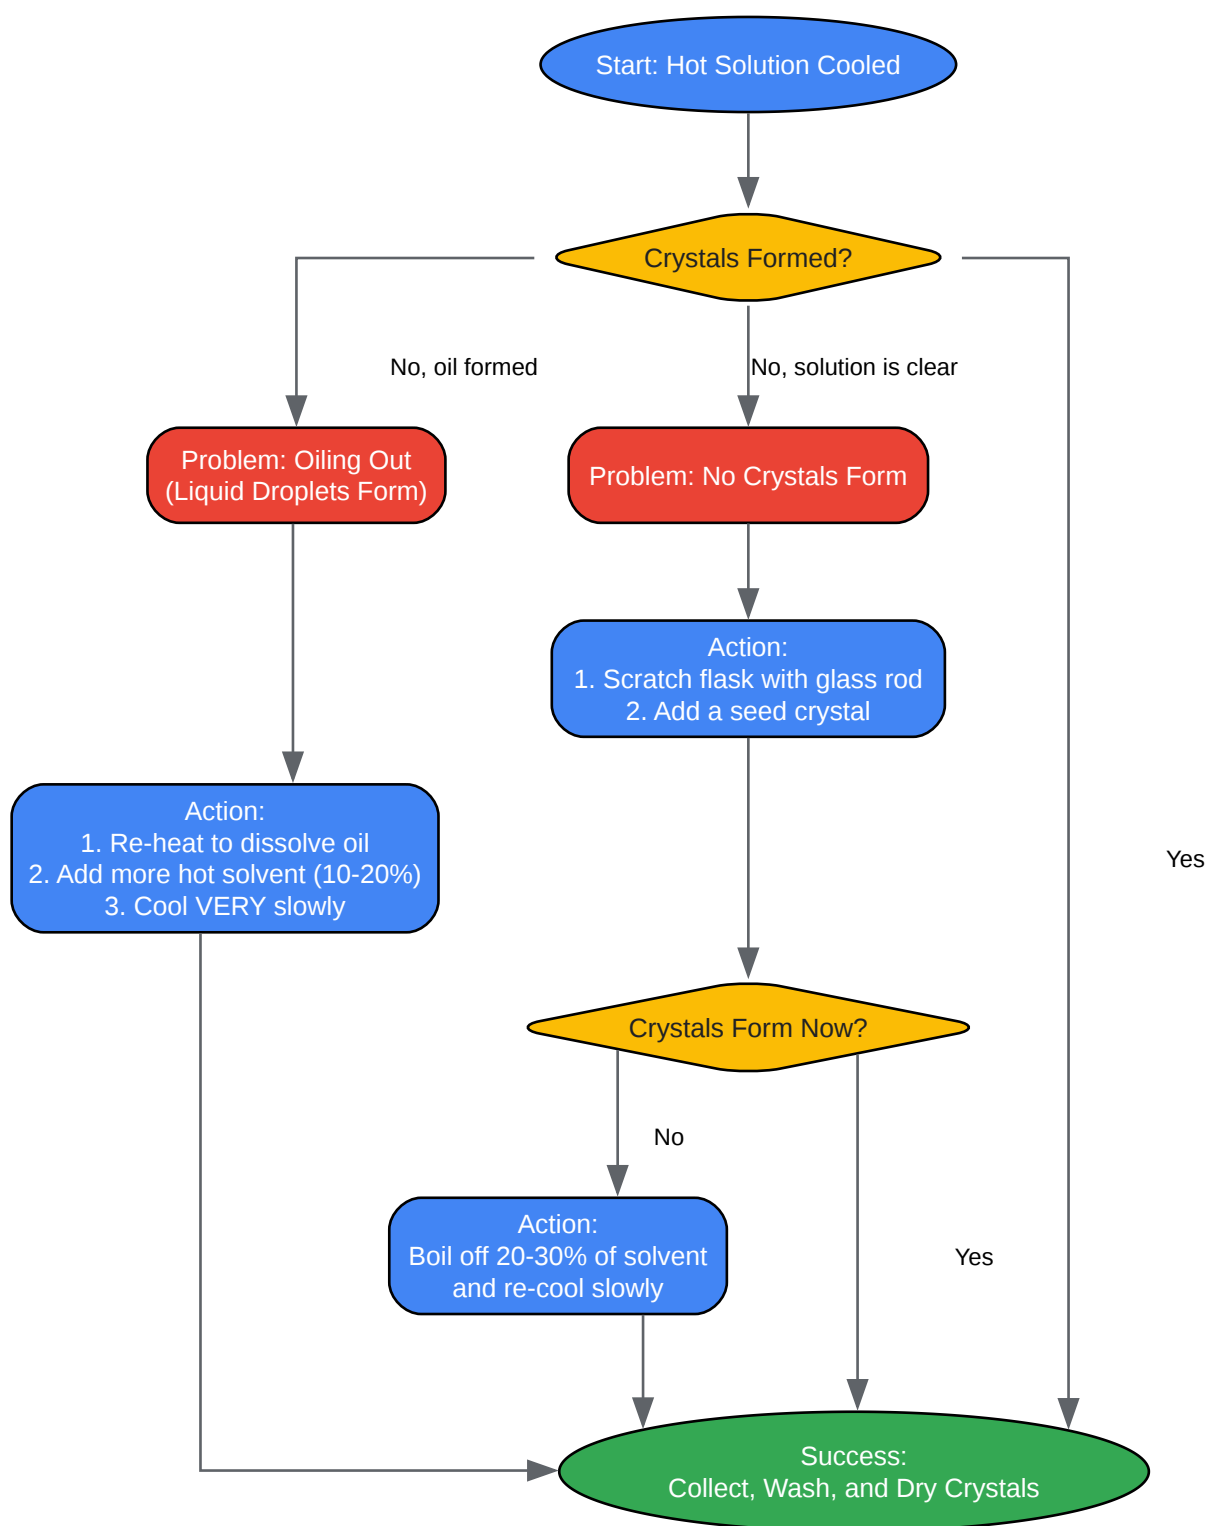 Start: Hot Solution Cooled
Crystals Formed?
No, oil formed
No, solution is clear
Problem: Oiling Out
(Liquid Droplets Form)
Problem: No Crystals Form
Action:
1. Scratch flask with glass rod
2. Add a seed crystal
Action:
1. Re-heat to dissolve oil
2. Add more hot solvent (10-20%)
3. Cool VERY slowly
Yes
Crystals Form Now?
No
Action:
Boil off 20-30% of solvent
and re-cool slowly
Yes
Success:
Collect, Wash, and Dry Crystals